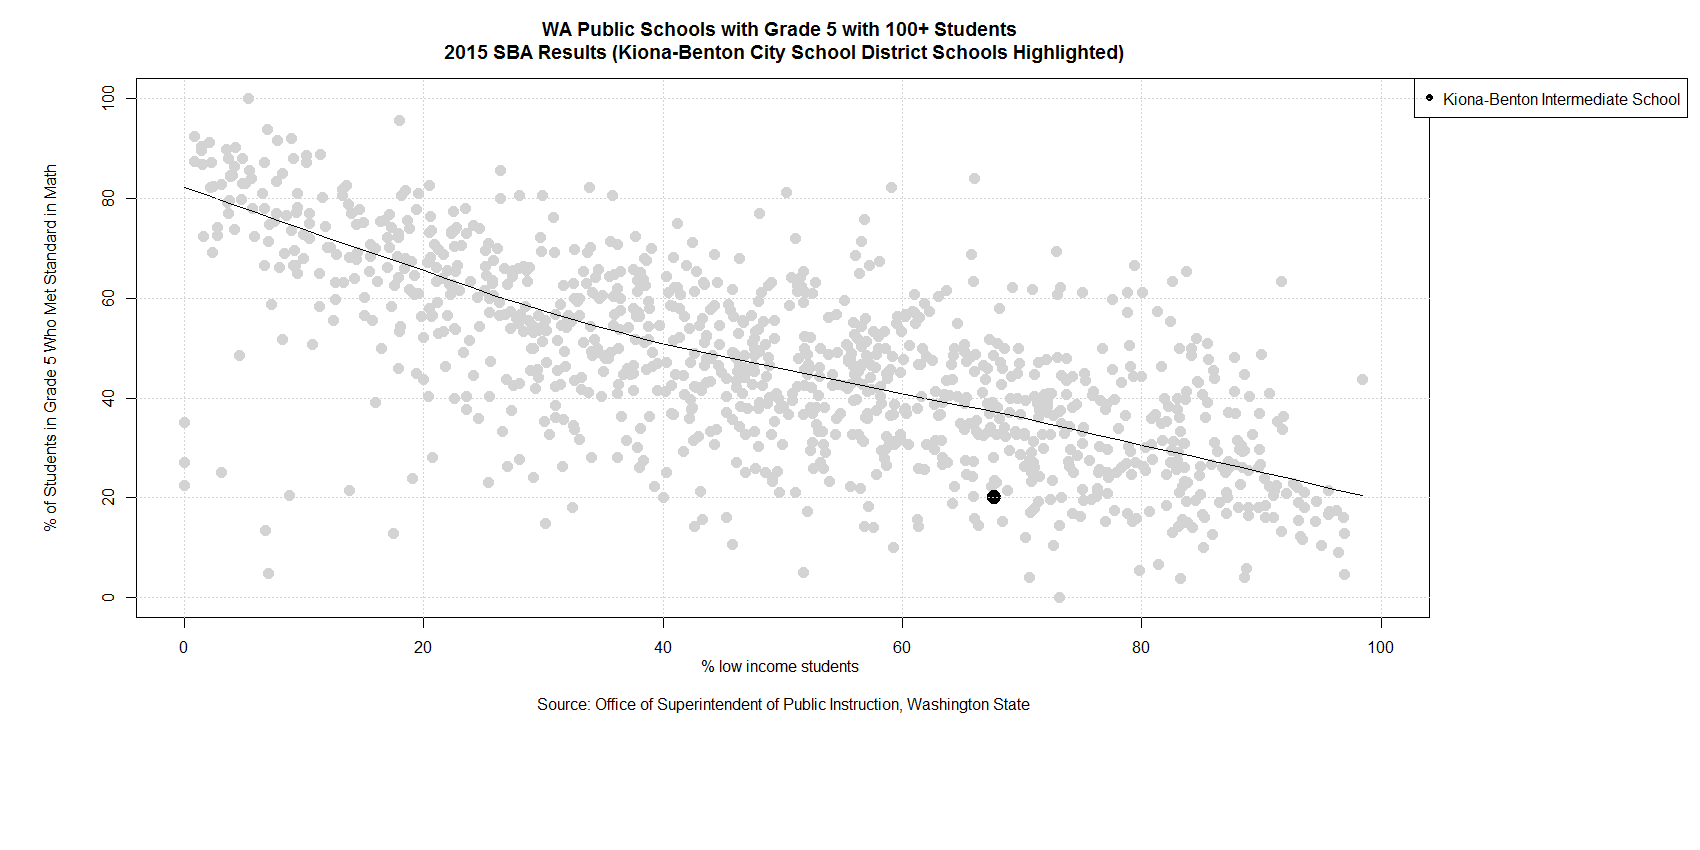 WA Public Schools with Grade 5 with 100+ Students
2015 SBA Results (Kiona-Benton City School District Schools Highlighted)
Kiona-Benton Intermediate School
% of Students in Grade 5 Who Met Standard in Math
100
80
60
40
20
0
0 20 40 60 80 100
% low income students
Source: Office of Superintendent of Public Instruction, Washington State